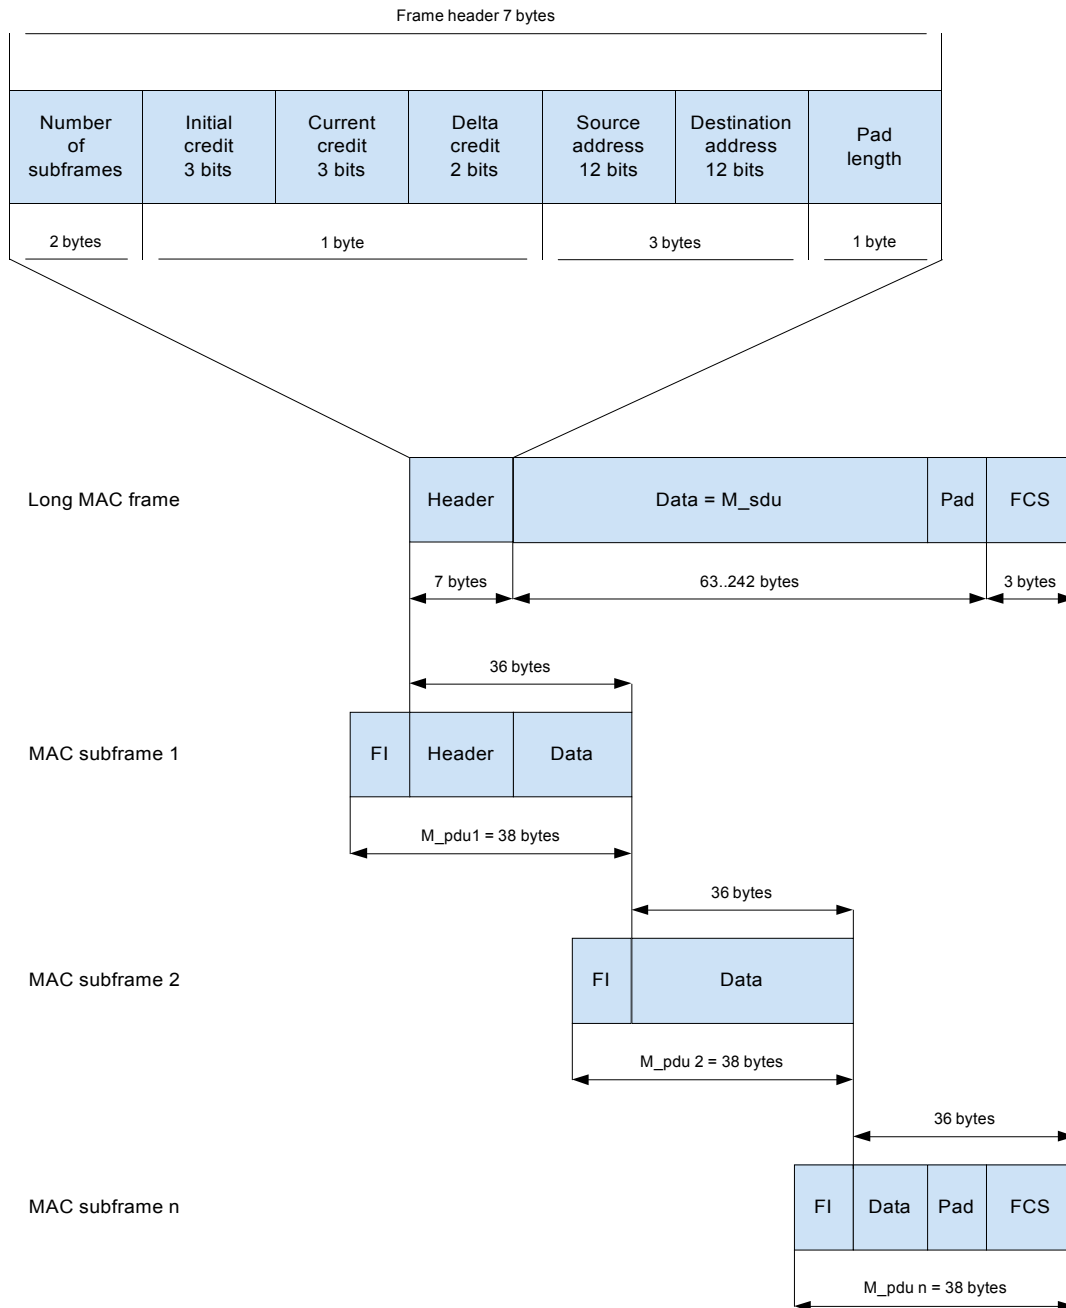 Frame header 7 bytes
Number
of
subframes
Initial
credit
3 bits
Current
credit
3 bits
Delta
credit
2 bits
Source
address
12 bits
Destination
address
12 bits
Pad
length
2 bytes
1 byte
3 bytes
1 byte
Long MAC frame
Header
Data = M_sdu
Pad
FCS
7 bytes
63..242 bytes
3 bytes
36 bytes
MAC subframe 1
FI
Header
Data
M_pdu1 = 38 bytes
36 bytes
MAC subframe 2
FI
Data
M_pdu 2 = 38 bytes
36 bytes
MAC subframe n
FI
Data
Pad
FCS
M_pdu n = 38 bytes